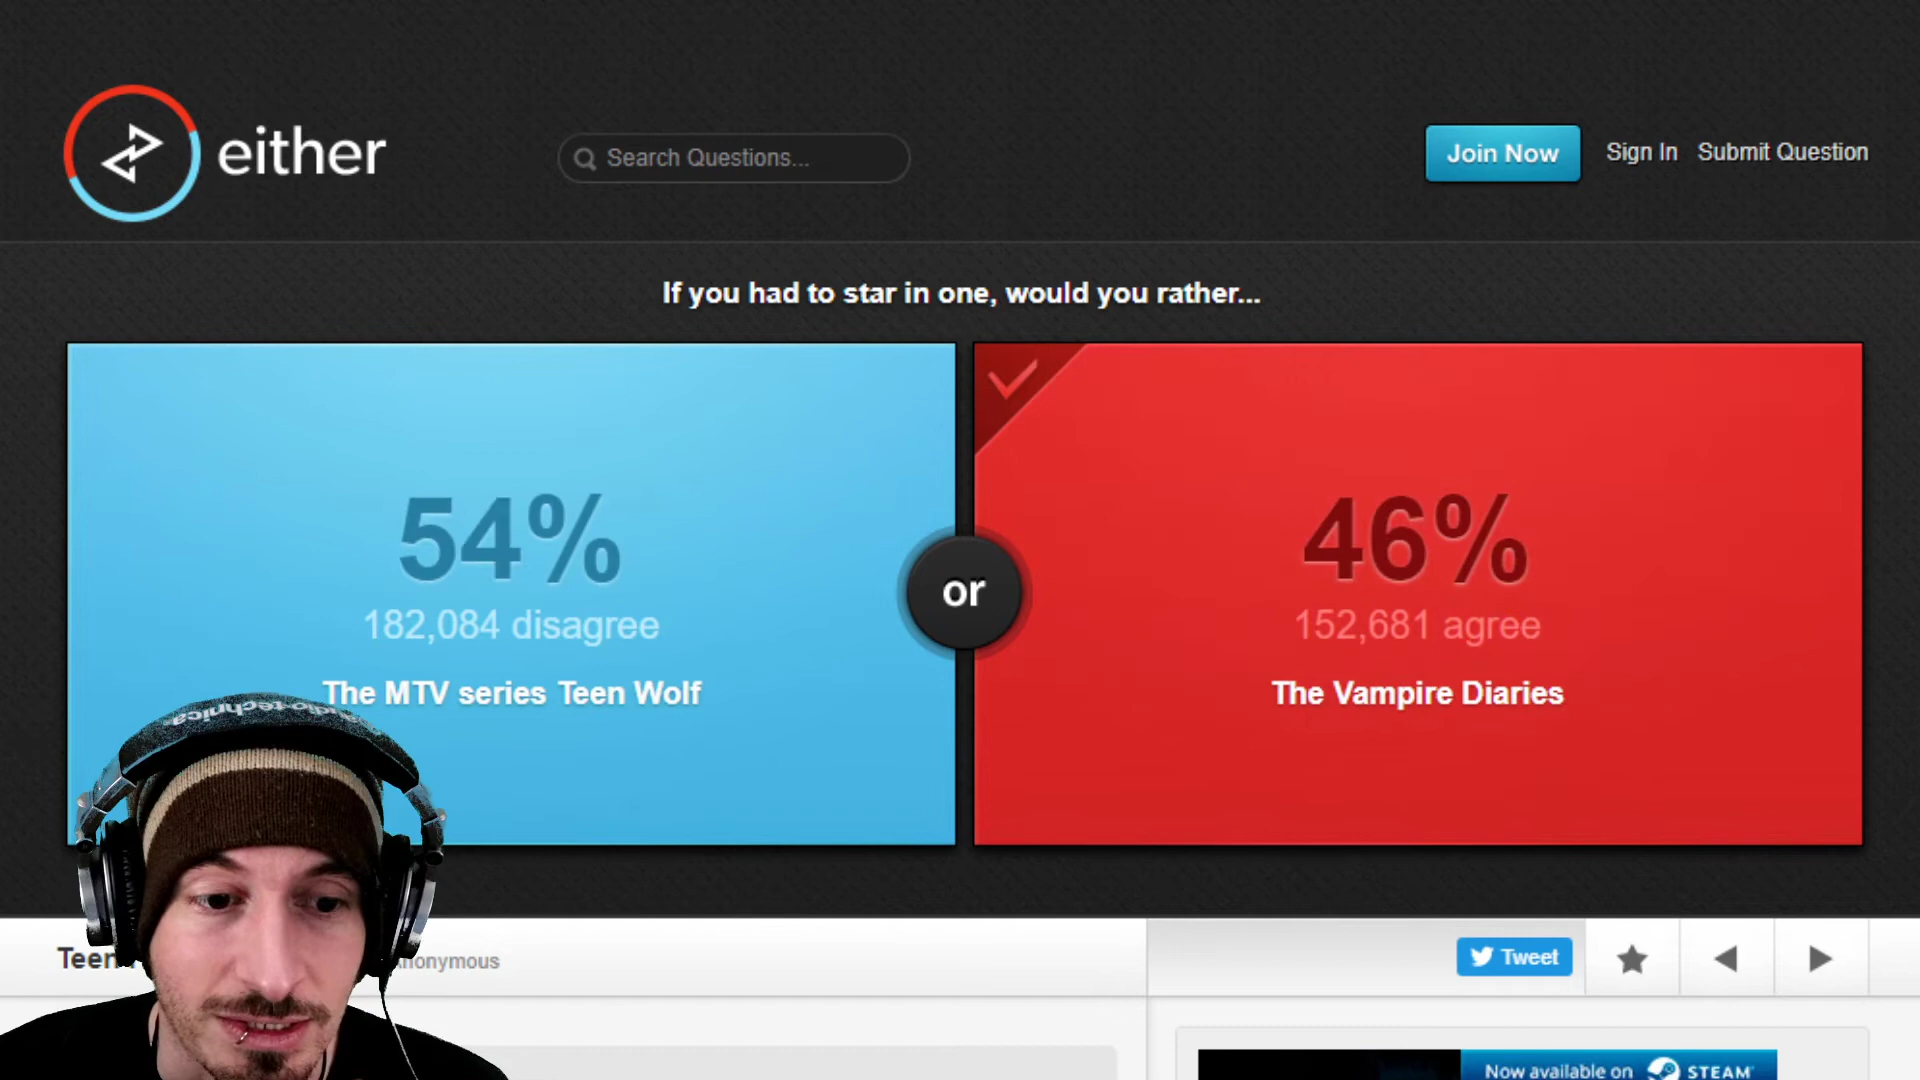 either
Search Questions...
Join Now
Sign In
Submit Question
If you had to star in one, would you rather...
54%
182,084 disagree
The MTV series Teen Wolf
or
46%
152,681 agree
The Vampire Diaries
audio-technica
Teen
Tweet
Now available on STEAM